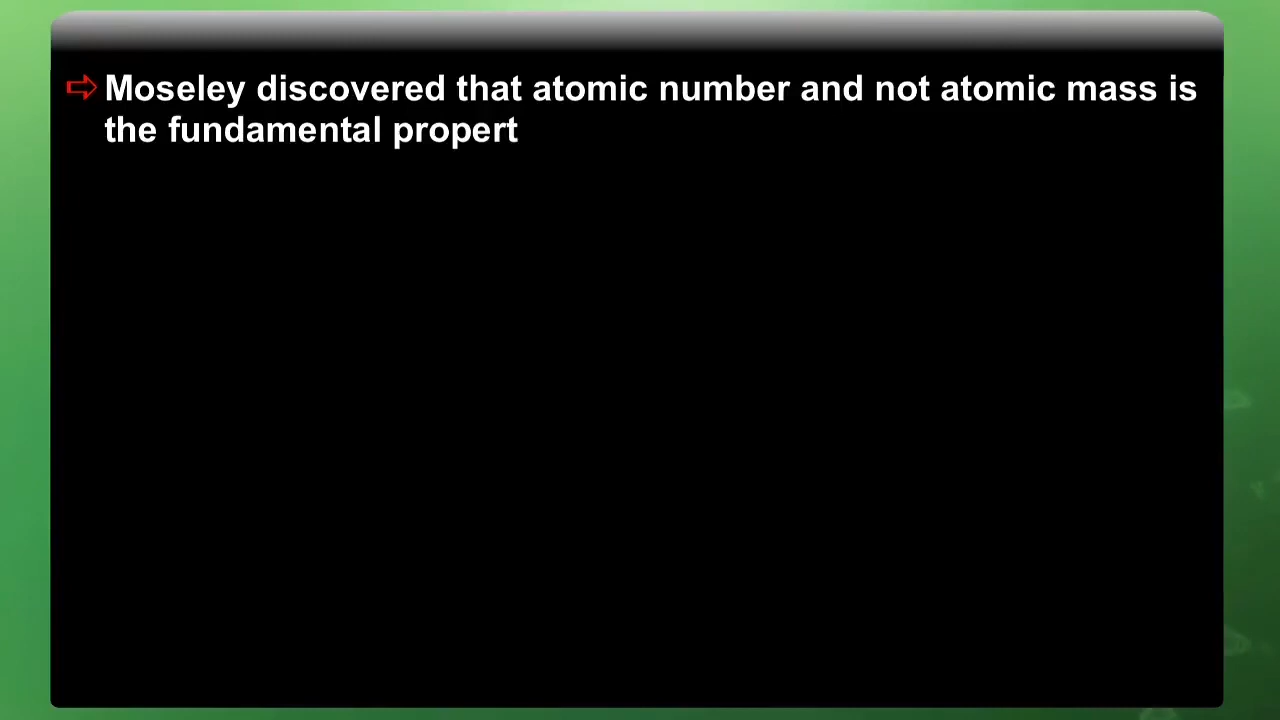 Moseley discovered that atomic number and not atomic mass is
the fundamental propert